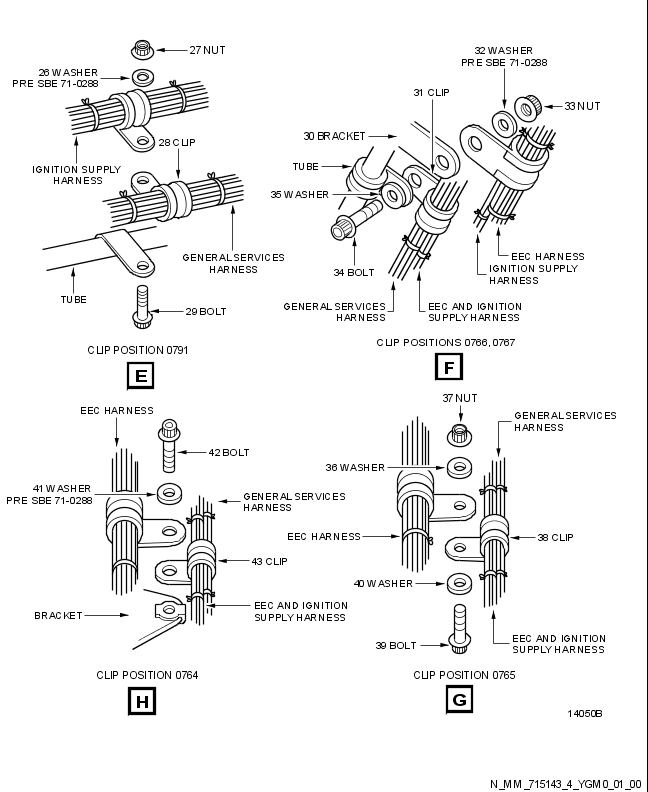 27 NUT
26 WASHER
PRE SBE 71-0288
28 CLIP
IGNITION SUPPLY
HARNESS
GENERAL SERVICES
HARNESS
TUBE
29 BOLT
CLIP POSITION 0791
E
32 WASHER
PRE SBE 71-0288
31 CLIP
33 NUT
30 BRACKET
TUBE
35 WASHER
34 BOLT
EEC HARNESS
IGNITION SUPPLY
HARNESS
GENERAL SERVICES
HARNESS
EEC AND IGNITION
SUPPLY HARNESS
CLIP POSITIONS 0766,0767
F
EEC HARNESS
42 BOLT
41 WASHER
PRE SBE 71-0288
GENERAL SERVICES
HARNESS
43 CLIP
BRACKET
EEC AND IGNITION
SUPPLY HARNESS
CLIP POSITION 0764
H
37 NUT
GENERAL SERVICES
HARNESS
36 WASHER
EEC HARNESS
38 CLIP
40 WASHER
39 BOLT
EEC AND IGNITION
SUPPLY HARNESS
CLIP POSITION 0765
G
14050B
N_MM_715143_4_YGM0_01_00